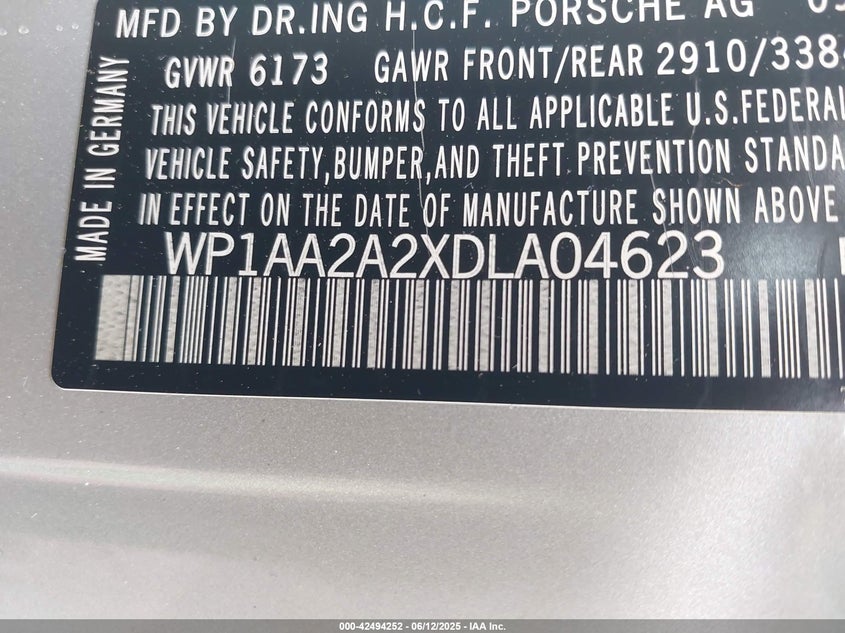 MFD BY DR.ING H.C.F. PORSCHE AG
GVWR 6173 GAWR FRONT/REAR 2910/338
THIS VEHICLE CONFORMS TO ALL APPLICABLE U.S.FEDERAL
VEHICLE SAFETY,BUMPER,AND THEFT PREVENTION STANDA
IN EFFECT ON THE DATE OF MANUFACTURE SHOWN ABOVE
WP1AA2A2XDLA04623
MADE IN GERMANY
000-42494252 - 06/12/2025 - IAA Inc.